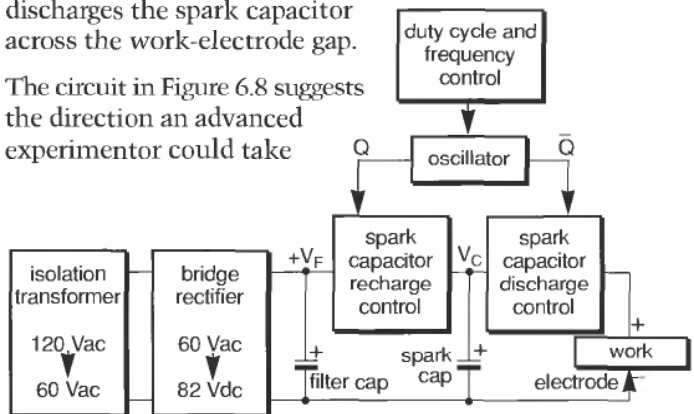 discharges the spark capacitor
across the work-electrode gap.
The circuit in Figure 6.8 suggests
the direction an advanced
experimentor could take
duty cycle and
frequency
control
Q
oscillator
Q̄
isolation
transformer
120 Vac
60 Vac
bridge
rectifier
60 Vac
82 Vdc
+V_F
filter cap
+
spark
capacitor
recharge
control
V_C
spark
cap
+
spark
capacitor
discharge
control
+
work
electrode